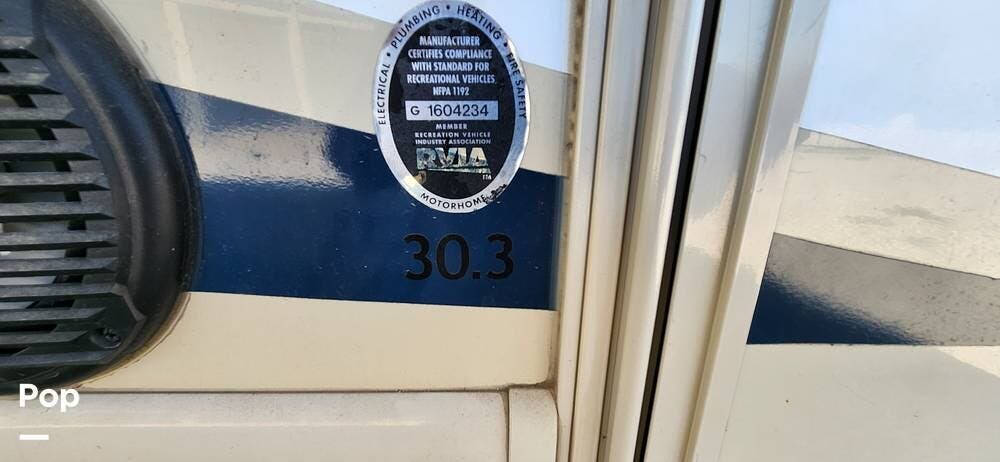 ELECTRICAL • PLUMBING • HEATING • FIRE SAFETY
MANUFACTURER
CERTIFIES COMPLIANCE
WITH STANDARD FOR
RECREATIONAL VEHICLES
NFPA 1192
G 1604234
MEMBER
RECREATION VEHICLE
INDUSTRY ASSOCIATION
RVIA
MOTORHOME
30.3
Pop